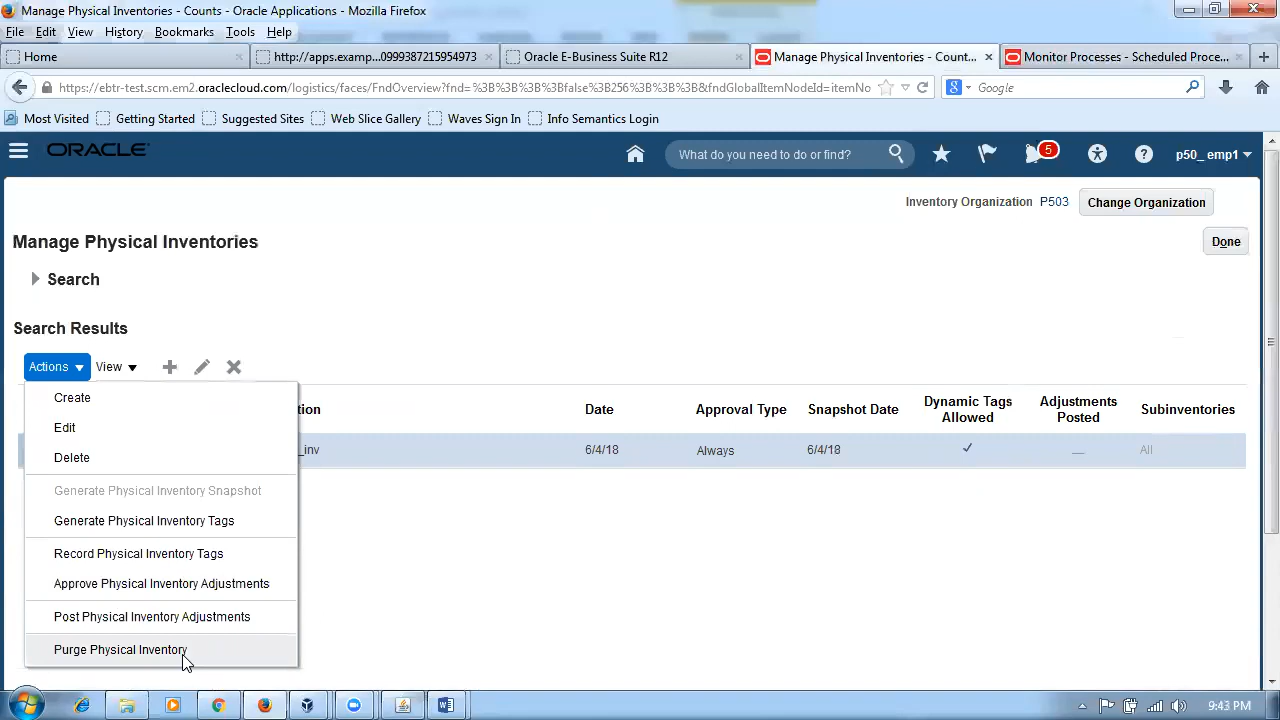 Manage Physical Inventories - Counts - Oracle Applications - Mozilla Firefox
File Edit View History Bookmarks Tools Help
Home
http://apps.examp...0999387215954973
Oracle E-Business Suite R12
Manage Physical Inventories - Count...
Monitor Processes - Scheduled Proce...
https://ebtr-test.scm.em2.oraclecloud.com/logistics/faces/FndOverview?fnd=%3B%3B%3Bfalse%3B256%3B%3B%3B&fndGlobalItemNodeId=itemNo
Google
Most Visited Getting Started Suggested Sites Web Slice Gallery Waves Sign In Info Semantics Corporation
ORACLE
What do you need to do or find?
5
p50_ emp1
Inventory Organization P503 Change Organization
Manage Physical Inventories
Done
Search
Search Results
Actions View
Create
Edit
Delete
Generate Physical Inventory Snapshot
Generate Physical Inventory Tags
Record Physical Inventory Tags
Approve Physical Inventory Adjustments
Post Physical Inventory Adjustments
Purge Physical Inventory
tion Date Approval Type Snapshot Date Dynamic Tags Allowed Adjustments Posted Subinventories
_inv 6/4/18 Always 6/4/18 All
9:43 PM